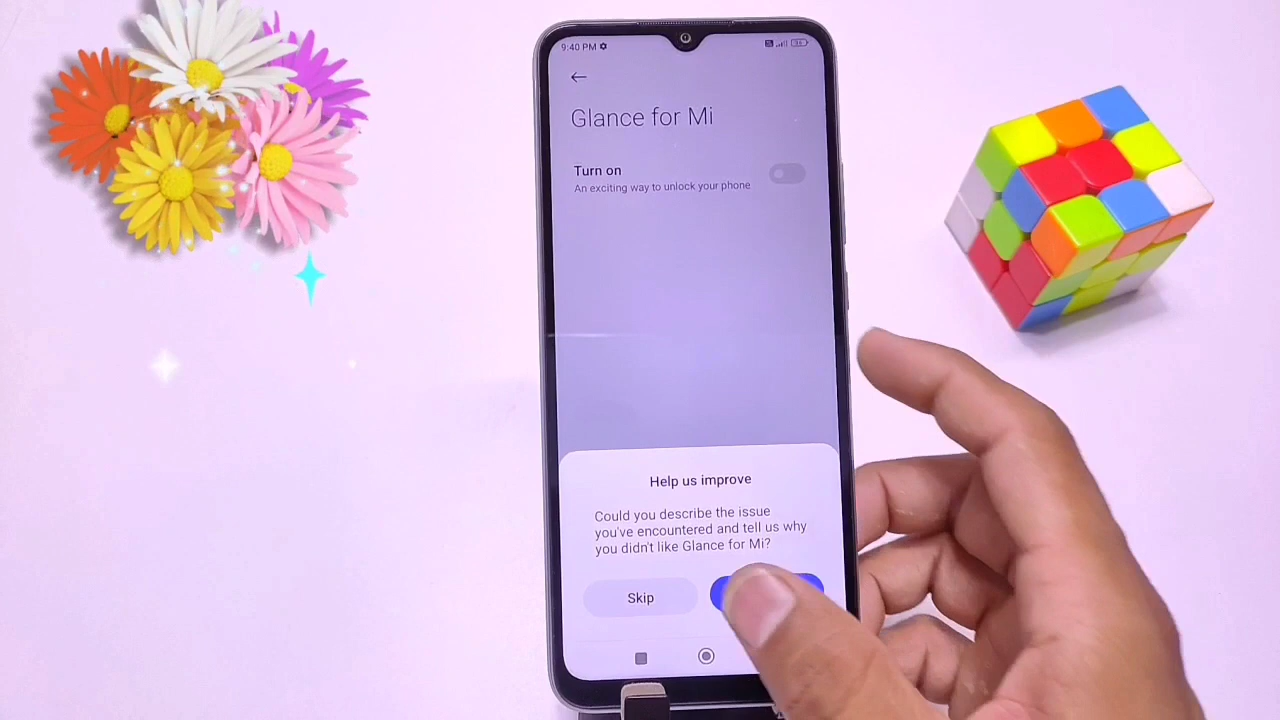 9:40 PM
Glance for Mi
Turn on
An exciting way to unlock your phone
Help us improve
Could you describe the issue
you've encountered and tell us why
you didn't like Glance for Mi?
Skip